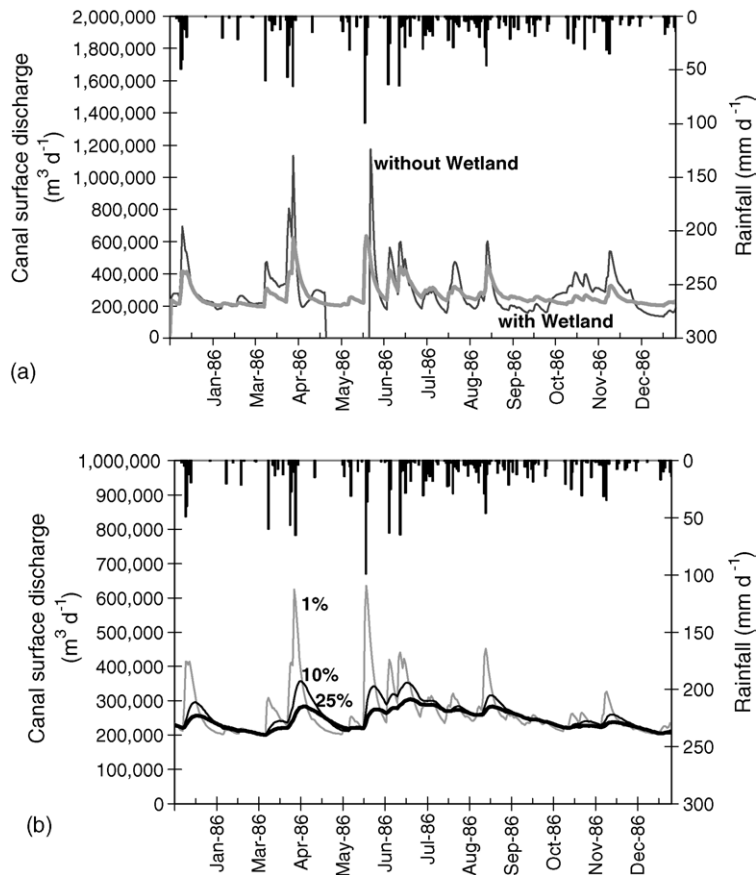 2,000,000
1,800,000
1,600,000
1,400,000
1,200,000
1,000,000
800,000
600,000
400,000
200,000
0
Canal surface discharge
(m³ d⁻¹)
0
50
100
150
200
250
300
Rainfall (mm d⁻¹)
without Wetland
with Wetland
Jan-86
Mar-86
Apr-86
May-86
Jun-86
Jul-86
Aug-86
Sep-86
Oct-86
Nov-86
Dec-86
(a)
1,000,000
900,000
800,000
700,000
600,000
500,000
400,000
300,000
200,000
100,000
0
Canal surface discharge
(m³ d⁻¹)
0
50
100
150
200
250
300
Rainfall (mm d⁻¹)
1%
10%
25%
Jan-86
Mar-86
Apr-86
May-86
Jun-86
Jul-86
Aug-86
Sep-86
Oct-86
Nov-86
Dec-86
(b)